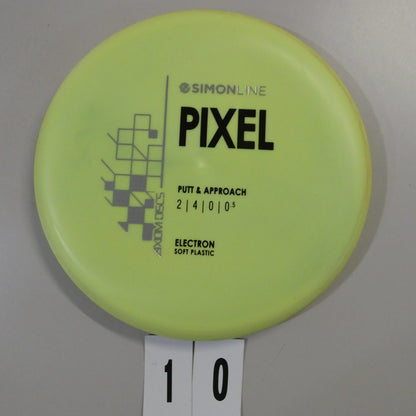 SIMONLINE
PIXEL
PUTT & APPROACH
2 | 4 | 0 | 0.5
ELECTRON
SOFT PLASTIC
AXIOM DISCS
1 0